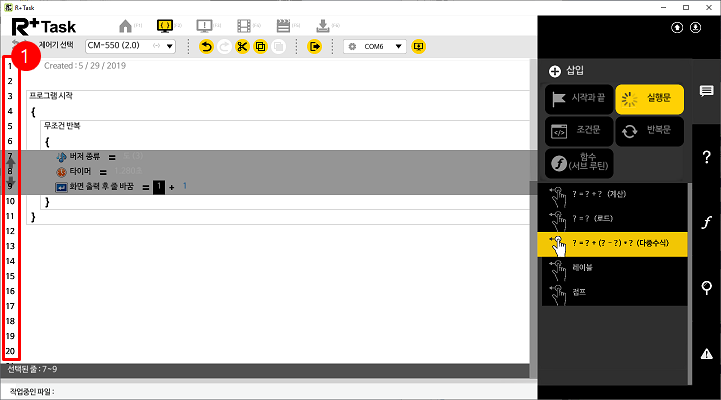 R+ Task
R+ Task
(F1)
(F5)
제어기 선택
CM-550 (2.0)
COM6
1
Created : 5 / 29 / 2019
1
2
3 프로그램 시작
4 {
5 무조건 반복
6 {
7 버저 종류 =
8 타이머 =
9 화면 출력 후 줄 바꿈 = 1 + 1
10 }
11 }
12
13
14
15
16
17
18
19
20
선택된 줄 : 7~9
작업중인 파일 :
삽입
시작과 끝
실행문
조건문
반복문
함수
(서브 루틴)
? = ? + ? (계산)
? = ? (로드)
? = ? + (? - ?) * ? (다중수식)
레이블
점프
?
f